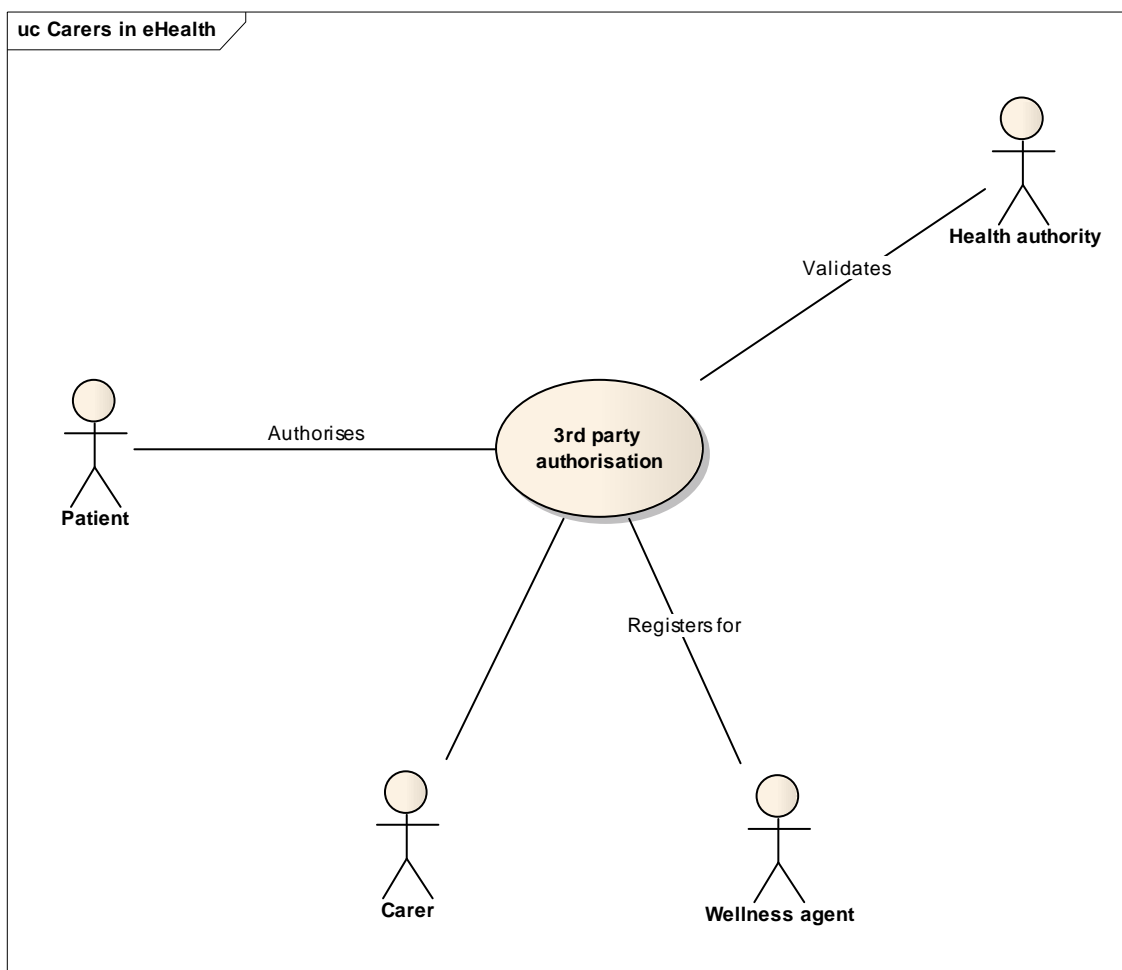 uc Carers in eHealth
Health authority
Validates
Authorises
3rd party
authorisation
Patient
Registers for
Carer
Wellness agent